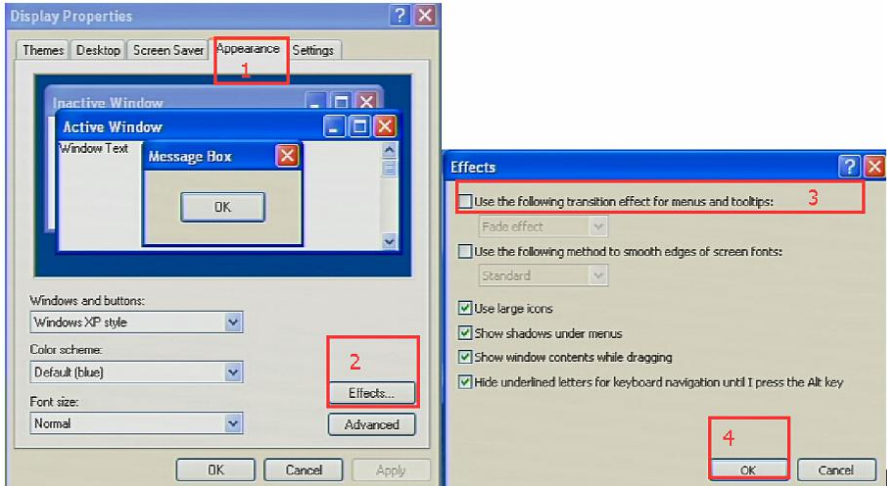 Display Properties
Themes Desktop Screen Saver Appearance Settings
1
Inactive Window
Active Window
Window Text
Message Box
OK
Windows and buttons:
Windows XP style
Color scheme:
Default (blue)
Font size:
Normal
2
Effects...
Advanced
OK Cancel Apply
Effects
Use the following transition effect for menus and tooltips: 3
Fade effect
Use the following method to smooth edges of screen fonts:
Standard
Use large icons
Show shadows under menus
Show window contents while dragging
Hide underlined letters for keyboard navigation until I press the Alt key
4
OK Cancel